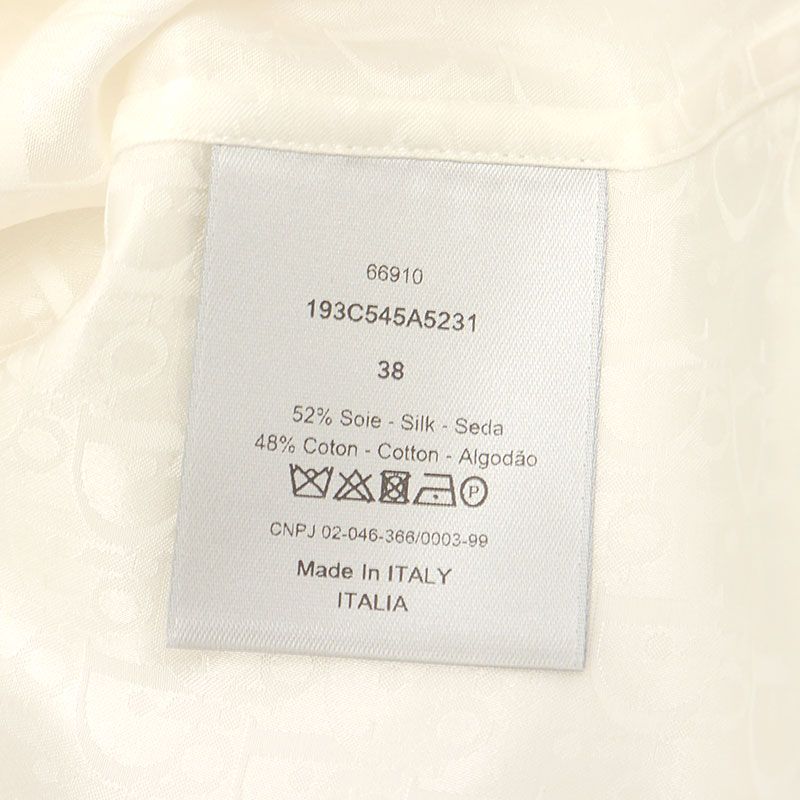 66910
193C545A5231
38
52% Soie - Silk - Seda
48% Coton - Cotton - Algodão
P
CNPJ 02-046-366/0003-99
Made In ITALY
ITALIA